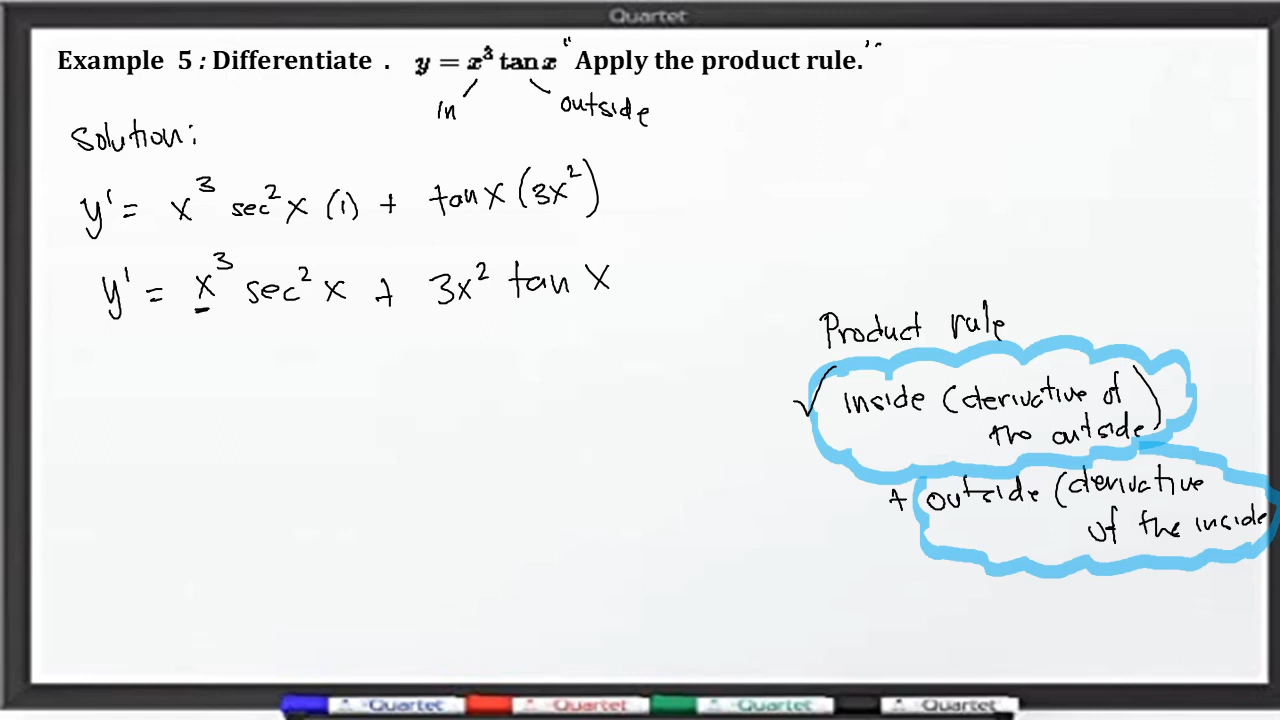 Quartet
Example 5 : Differentiate . y = x³ tan x “Apply the product rule.”
in outside
Solution:
y' = x³ sec² x (1) + tan x (3x²)
y' = x³ sec² x + 3x² tan x
Product rule
√ inside (derivative of
the outside)
+ outside (derivative
of the inside
Quartet Quartet Quartet Quartet